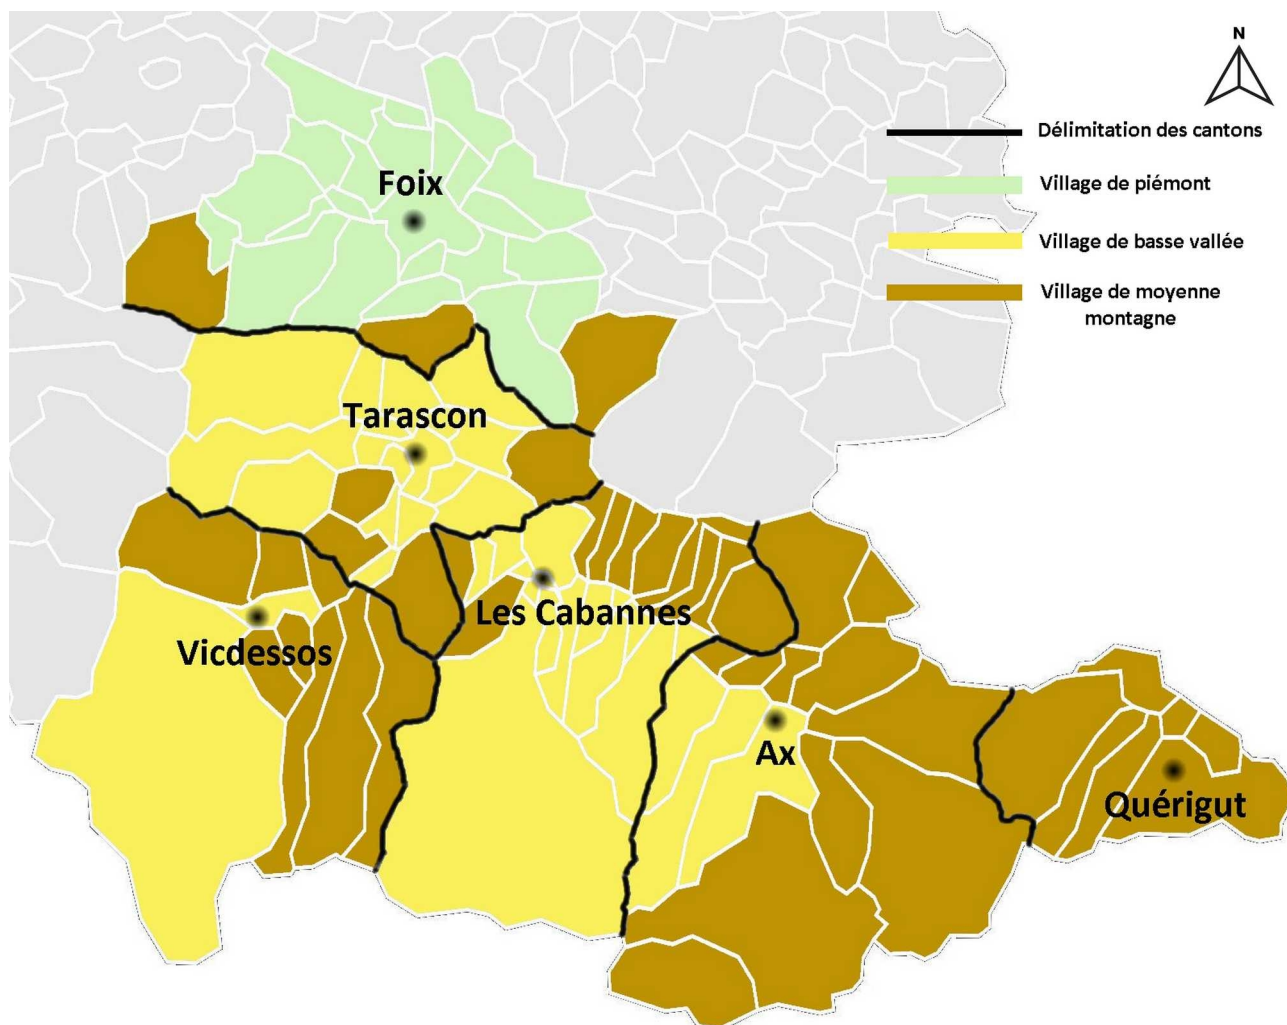 N
Délimitation des cantons
Village de piémont
Village de basse vallée
Village de moyenne
montagne
Foix
Tarascon
Les Cabannes
Vicdessos
Ax
Quérigut